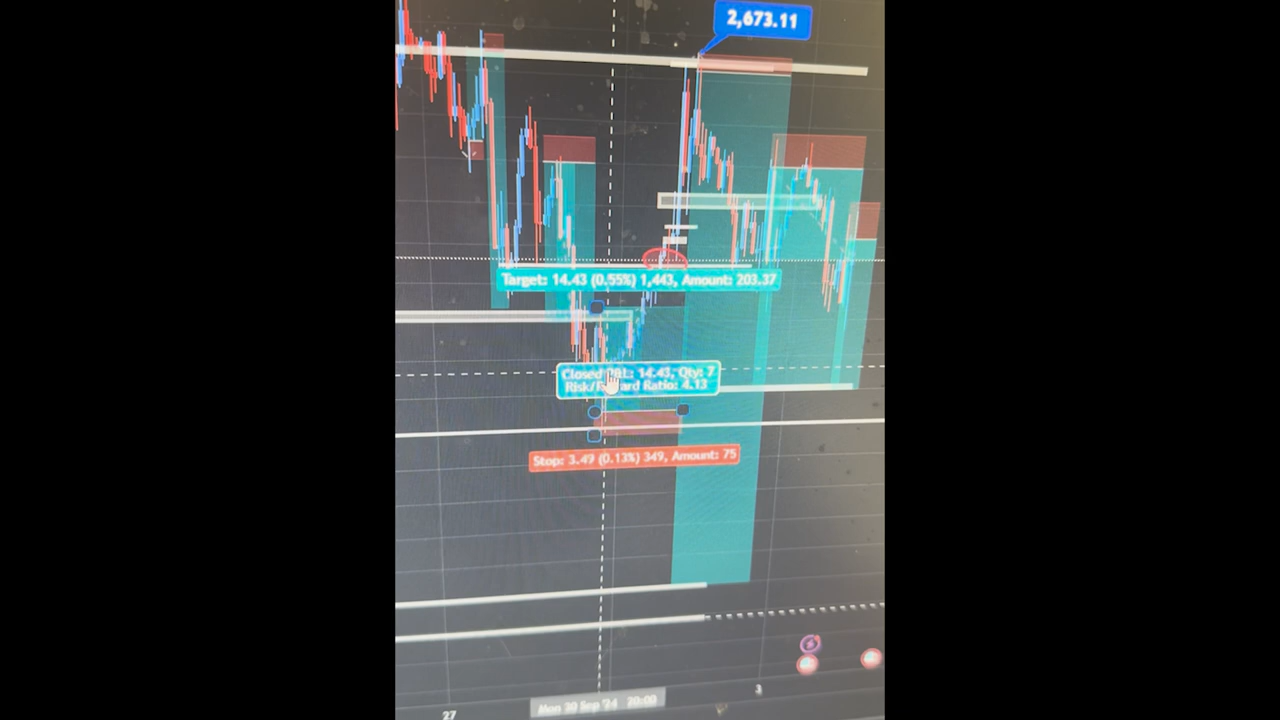 2,673.11
Target: 14.43 (0.55%) 1,443, Amount: 203.37
Closed P&L: 14.43, Qty: 7
Risk/Reward Ratio: 4.13
Stop: 3.49 (0.13%) 349, Amount: 75
27
Mon 30 Sep '24 20:00
3